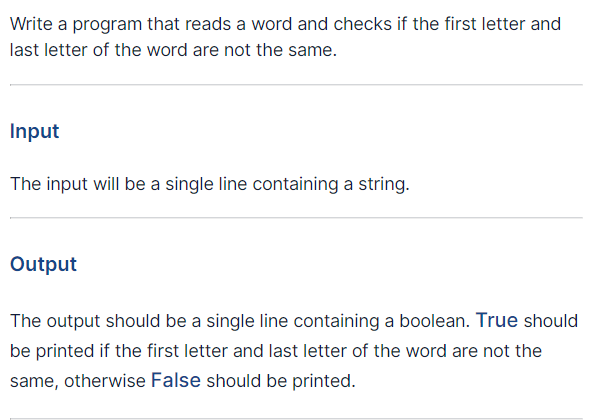 Write a program that reads a word and checks if the first letter and
last letter of the word are not the same.
Input
The input will be a single line containing a string.
Output
The output should be a single line containing a boolean. True should
be printed if the first letter and last letter of the word are not the
same, otherwise False should be printed.